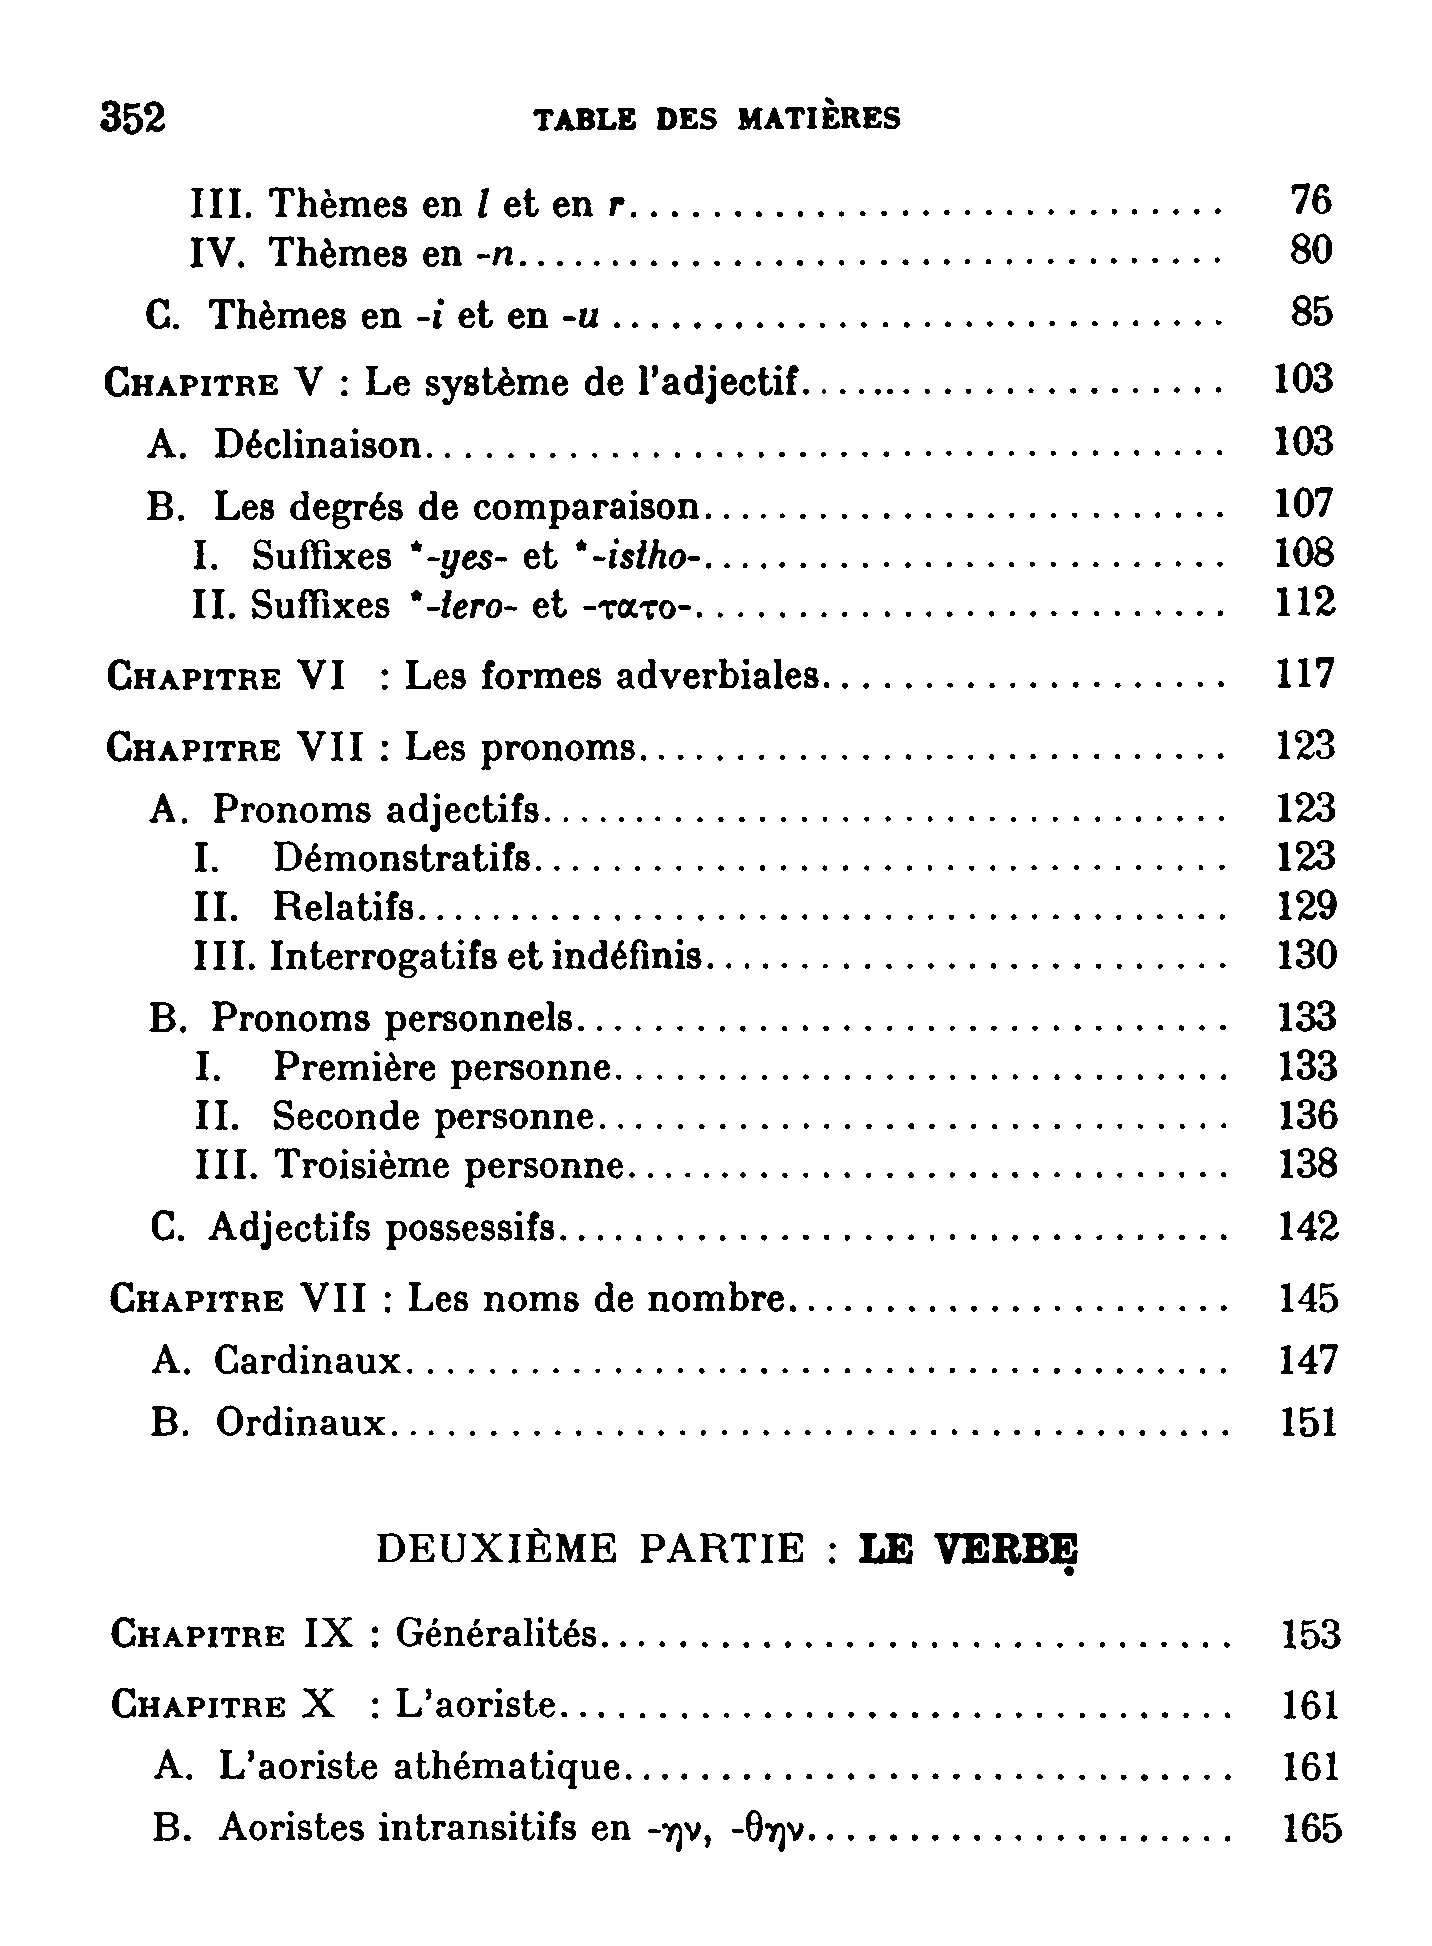 352 TABLE DES MATIÈRES
III. Thèmes en l et en r.............................. 76
IV. Thèmes en -n.................................. 80
C. Thèmes en -i et en -u .............................. 85
CHAPITRE V : Le système de l'adjectif..................... 103
A. Déclinaison....................................... 103
B. Les degrés de comparaison......................... 107
I. Suffixes *-yes- et *-istho-......................... 108
II. Suffixes *-tero- et -τατο-.......................... 112
CHAPITRE VI : Les formes adverbiales.................... 117
CHAPITRE VII : Les pronoms............................ 123
A. Pronoms adjectifs................................. 123
I. Démonstratifs.................................. 123
II. Relatifs....................................... 129
III. Interrogatifs et indéfinis......................... 130
B. Pronoms personnels............................... 133
I. Première personne.............................. 133
II. Seconde personne.............................. 136
III. Troisième personne............................. 138
C. Adjectifs possessifs................................ 142
CHAPITRE VII : Les noms de nombre..................... 145
A. Cardinaux........................................ 147
B. Ordinaux........................................ 151
DEUXIÈME PARTIE : LE VERBE
CHAPITRE IX : Généralités.............................. 153
CHAPITRE X : L'aoriste................................ 161
A. L'aoriste athématique............................. 161
B. Aoristes intransitifs en -ην, -θην..................... 165